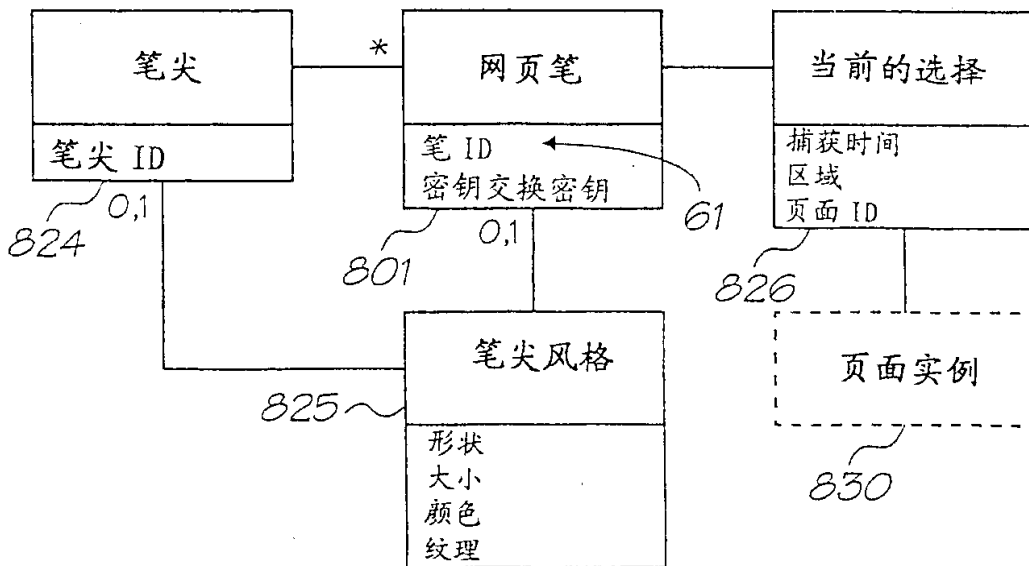 笔尖
*
网页笔
当前的选择
笔尖 ID
笔 ID
密钥交换密钥
捕获时间
区域
页面 ID
824
0,1
801
0,1
61
826
笔尖风格
页面实例
825
形状
大小
颜色
纹理
830